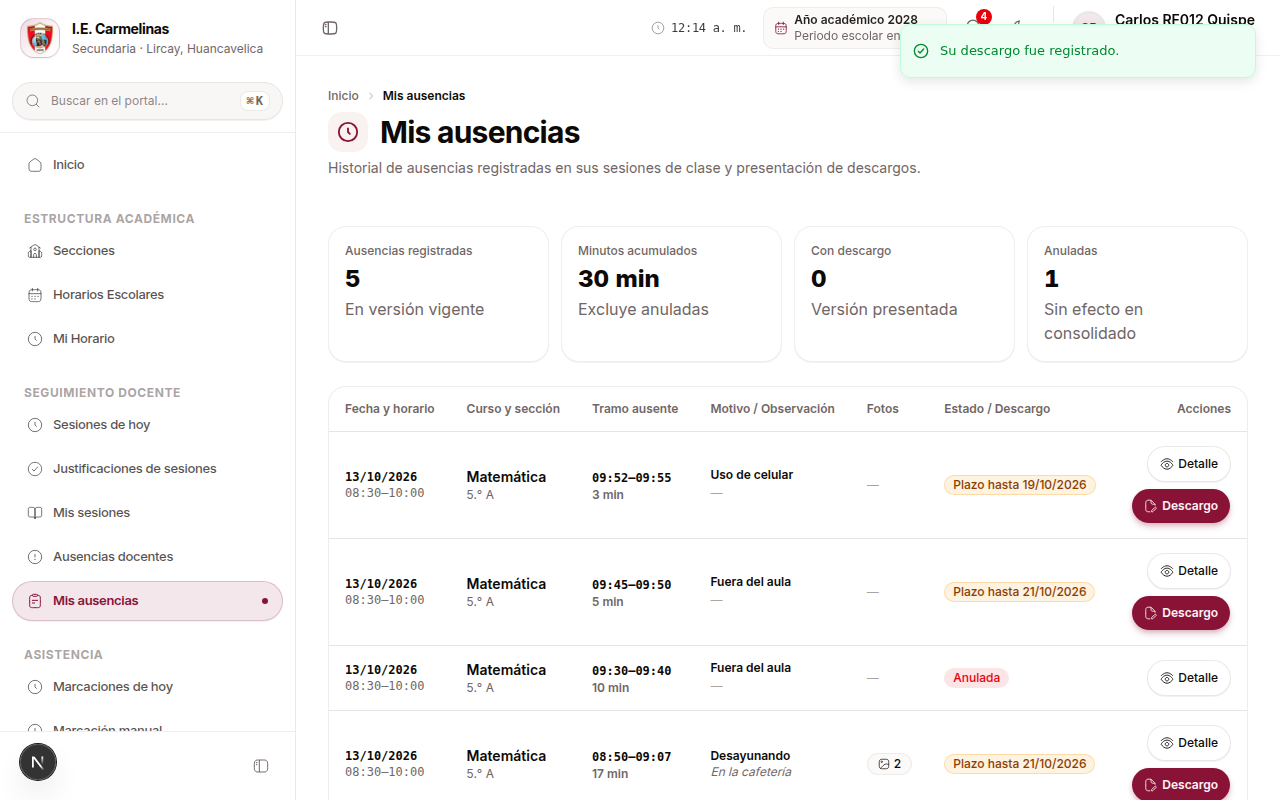 I.E. Carmelinas
Secundaria · Lircay, Huancavelica
Buscar en el portal...
⌘K
Inicio
ESTRUCTURA ACADÉMICA
Secciones
Horarios Escolares
Mi Horario
SEGUIMIENTO DOCENTE
Sesiones de hoy
Justificaciones de sesiones
Mis sesiones
Ausencias docentes
Mis ausencias
ASISTENCIA
Marcaciones de hoy
Marcación manual
N
12:14 a. m.
Año académico 2028
Periodo escolar en
4
Carlos RF012 Quispe
Su descargo fue registrado.
Inicio > Mis ausencias
Mis ausencias
Historial de ausencias registradas en sus sesiones de clase y presentación de descargos.
Ausencias registradas
5
En versión vigente
Minutos acumulados
30 min
Excluye anuladas
Con descargo
0
Versión presentada
Anuladas
1
Sin efecto en
consolidado
Fecha y horario Curso y sección Tramo ausente Motivo / Observación Fotos Estado / Descargo Acciones
13/10/2026 Matemática 09:52–09:55 Uso de celular — Plazo hasta 19/10/2026 Detalle
08:30–10:00 5.° A 3 min — Descargo
13/10/2026 Matemática 09:45–09:50 Fuera del aula — Plazo hasta 21/10/2026 Detalle
08:30–10:00 5.° A 5 min — Descargo
13/10/2026 Matemática 09:30–09:40 Fuera del aula — Anulada Detalle
08:30–10:00 5.° A 10 min —
13/10/2026 Matemática 08:50–09:07 Desayunando 2 Plazo hasta 21/10/2026 Detalle
08:30–10:00 5.° A 17 min En la cafetería Descargo